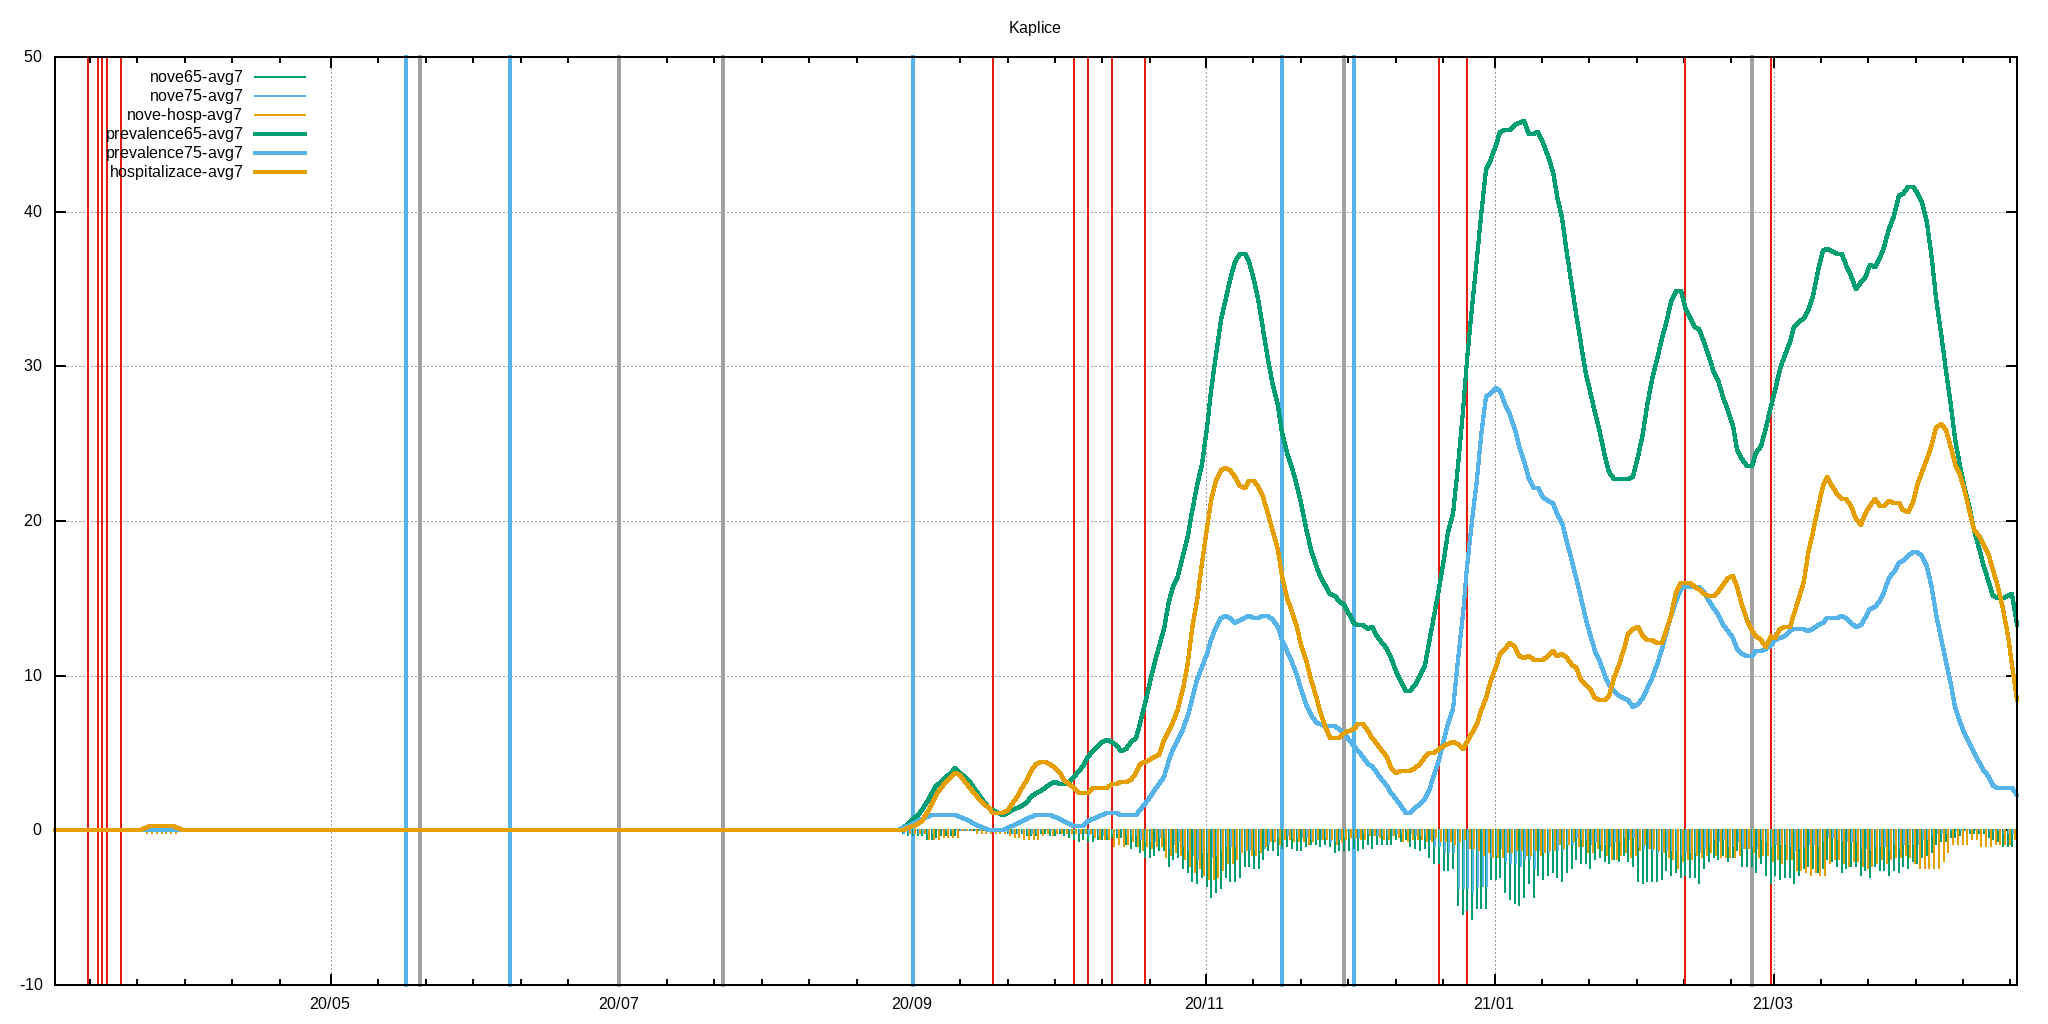 Kaplice
50
nove65-avg7
nove75-avg7
nove-hosp-avg7
prevalence65-avg7
prevalence75-avg7
hospitalizace-avg7
40
30
20
10
0
-10
20/05 20/07 20/09 20/11 21/01 21/03